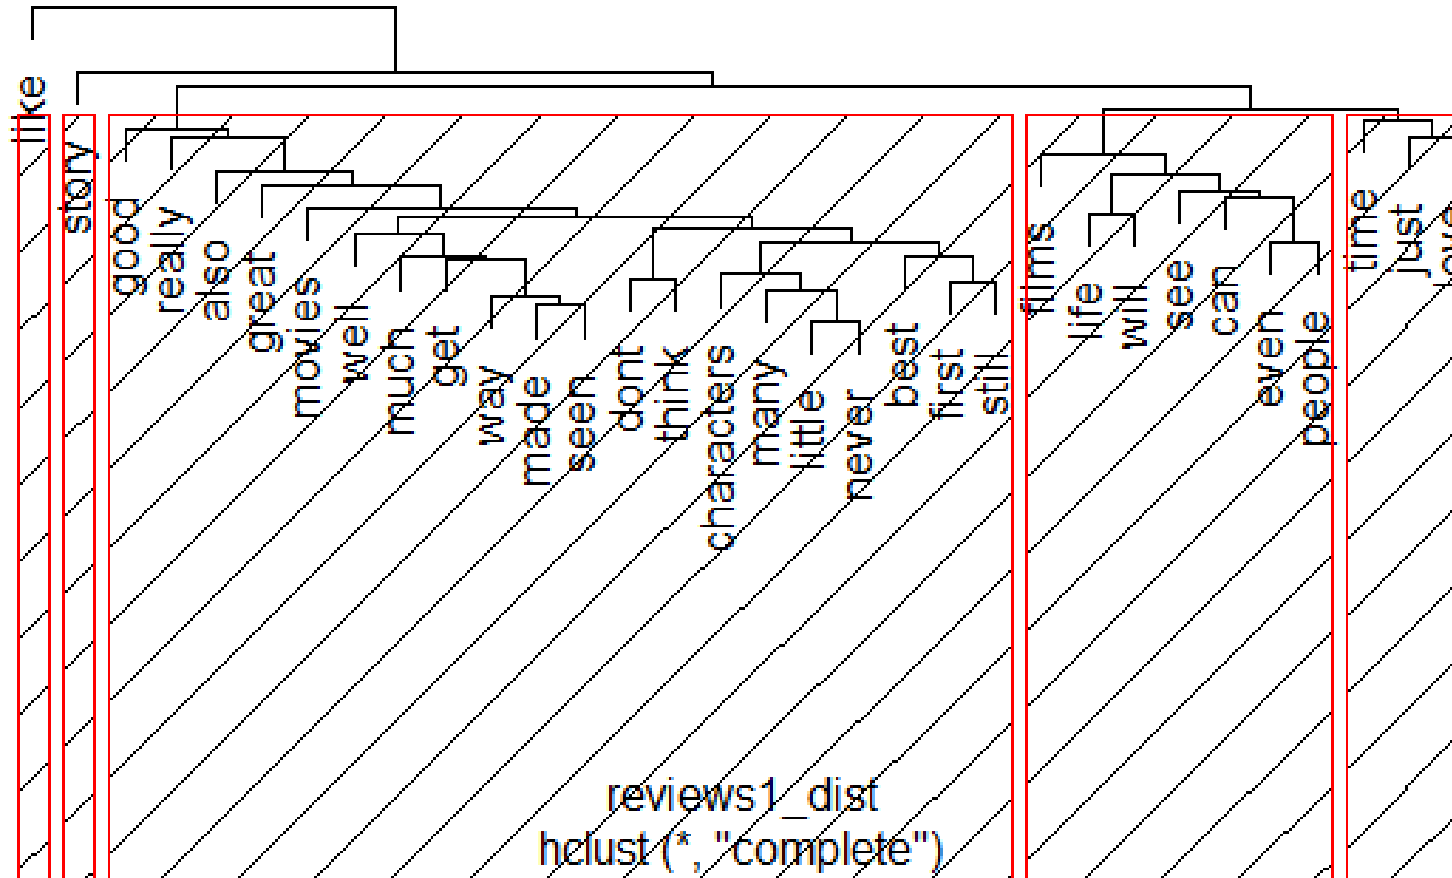 like
story
good
really
also
great
movies
well
much
get
way
made
seen
dont
think
characters
many
little
never
best
first
still
films
life
will
see
can
even
people
time
just
reviews1_dist
hclust (*, "complete")